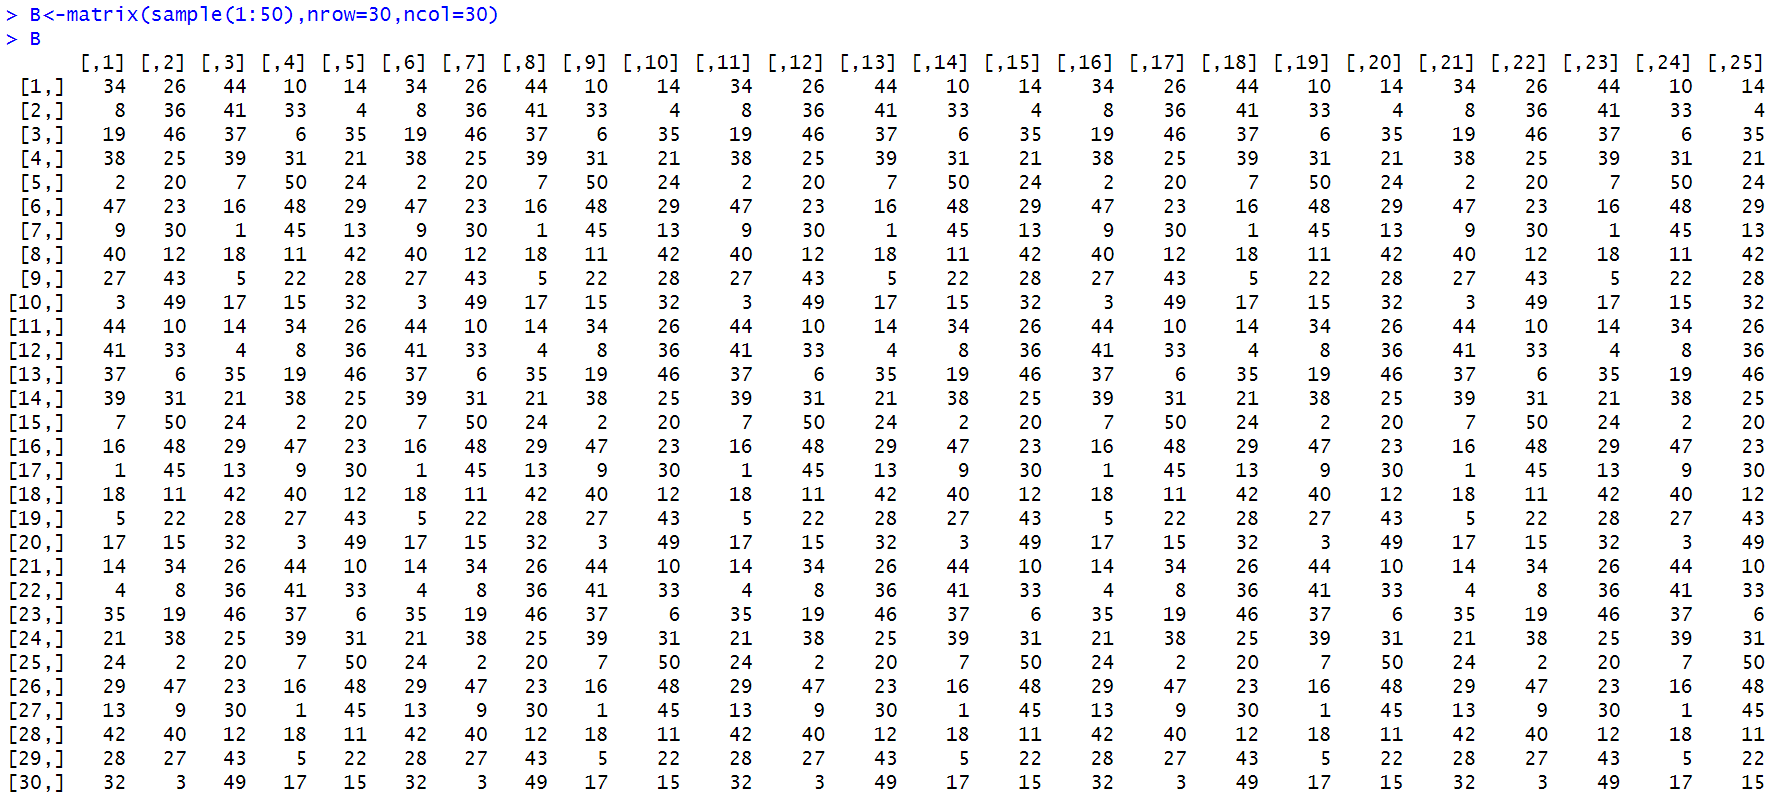 > B<-matrix(sample(1:50),nrow=30,ncol=30)
> B
[,1] [,2] [,3] [,4] [,5] [,6] [,7] [,8] [,9] [,10] [,11] [,12] [,13] [,14] [,15] [,16] [,17] [,18] [,19] [,20] [,21] [,22] [,23] [,24] [,25]
[1,] 34 26 44 10 14 34 26 44 10 14 34 26 44 10 14 34 26 44 10 14 34 26 44 10 14
[2,] 8 36 41 33 4 8 36 41 33 4 8 36 41 33 4 8 36 41 33 4 8 36 41 33 4
[3,] 19 46 37 6 35 19 46 37 6 35 19 46 37 6 35 19 46 37 6 35 19 46 37 6 35
[4,] 38 25 39 31 21 38 25 39 31 21 38 25 39 31 21 38 25 39 31 21 38 25 39 31 21
[5,] 2 20 7 50 24 2 20 7 50 24 2 20 7 50 24 2 20 7 50 24 2 20 7 50 24
[6,] 47 23 16 48 29 47 23 16 48 29 47 23 16 48 29 47 23 16 48 29 47 23 16 48 29
[7,] 9 30 1 45 13 9 30 1 45 13 9 30 1 45 13 9 30 1 45 13 9 30 1 45 13
[8,] 40 12 18 11 42 40 12 18 11 42 40 12 18 11 42 40 12 18 11 42 40 12 18 11 42
[9,] 27 43 5 22 28 27 43 5 22 28 27 43 5 22 28 27 43 5 22 28 27 43 5 22 28
[10,] 3 49 17 15 32 3 49 17 15 32 3 49 17 15 32 3 49 17 15 32 3 49 17 15 32
[11,] 44 10 14 34 26 44 10 14 34 26 44 10 14 34 26 44 10 14 34 26 44 10 14 34 26
[12,] 41 33 4 8 36 41 33 4 8 36 41 33 4 8 36 41 33 4 8 36 41 33 4 8 36
[13,] 37 6 35 19 46 37 6 35 19 46 37 6 35 19 46 37 6 35 19 46 37 6 35 19 46
[14,] 39 31 21 38 25 39 31 21 38 25 39 31 21 38 25 39 31 21 38 25 39 31 21 38 25
[15,] 7 50 24 2 20 7 50 24 2 20 7 50 24 2 20 7 50 24 2 20 7 50 24 2 20
[16,] 16 48 29 47 23 16 48 29 47 23 16 48 29 47 23 16 48 29 47 23 16 48 29 47 23
[17,] 1 45 13 9 30 1 45 13 9 30 1 45 13 9 30 1 45 13 9 30 1 45 13 9 30
[18,] 18 11 42 40 12 18 11 42 40 12 18 11 42 40 12 18 11 42 40 12 18 11 42 40 12
[19,] 5 22 28 27 43 5 22 28 27 43 5 22 28 27 43 5 22 28 27 43 5 22 28 27 43
[20,] 17 15 32 3 49 17 15 32 3 49 17 15 32 3 49 17 15 32 3 49 17 15 32 3 49
[21,] 14 34 26 44 10 14 34 26 44 10 14 34 26 44 10 14 34 26 44 10 14 34 26 44 10
[22,] 4 8 36 41 33 4 8 36 41 33 4 8 36 41 33 4 8 36 41 33 4 8 36 41 33
[23,] 35 19 46 37 6 35 19 46 37 6 35 19 46 37 6 35 19 46 37 6 35 19 46 37 6
[24,] 21 38 25 39 31 21 38 25 39 31 21 38 25 39 31 21 38 25 39 31 21 38 25 39 31
[25,] 24 2 20 7 50 24 2 20 7 50 24 2 20 7 50 24 2 20 7 50 24 2 20 7 50
[26,] 29 47 23 16 48 29 47 23 16 48 29 47 23 16 48 29 47 23 16 48 29 47 23 16 48
[27,] 13 9 30 1 45 13 9 30 1 45 13 9 30 1 45 13 9 30 1 45 13 9 30 1 45
[28,] 42 40 12 18 11 42 40 12 18 11 42 40 12 18 11 42 40 12 18 11 42 40 12 18 11
[29,] 28 27 43 5 22 28 27 43 5 22 28 27 43 5 22 28 27 43 5 22 28 27 43 5 22
[30,] 32 3 49 17 15 32 3 49 17 15 32 3 49 17 15 32 3 49 17 15 32 3 49 17 15